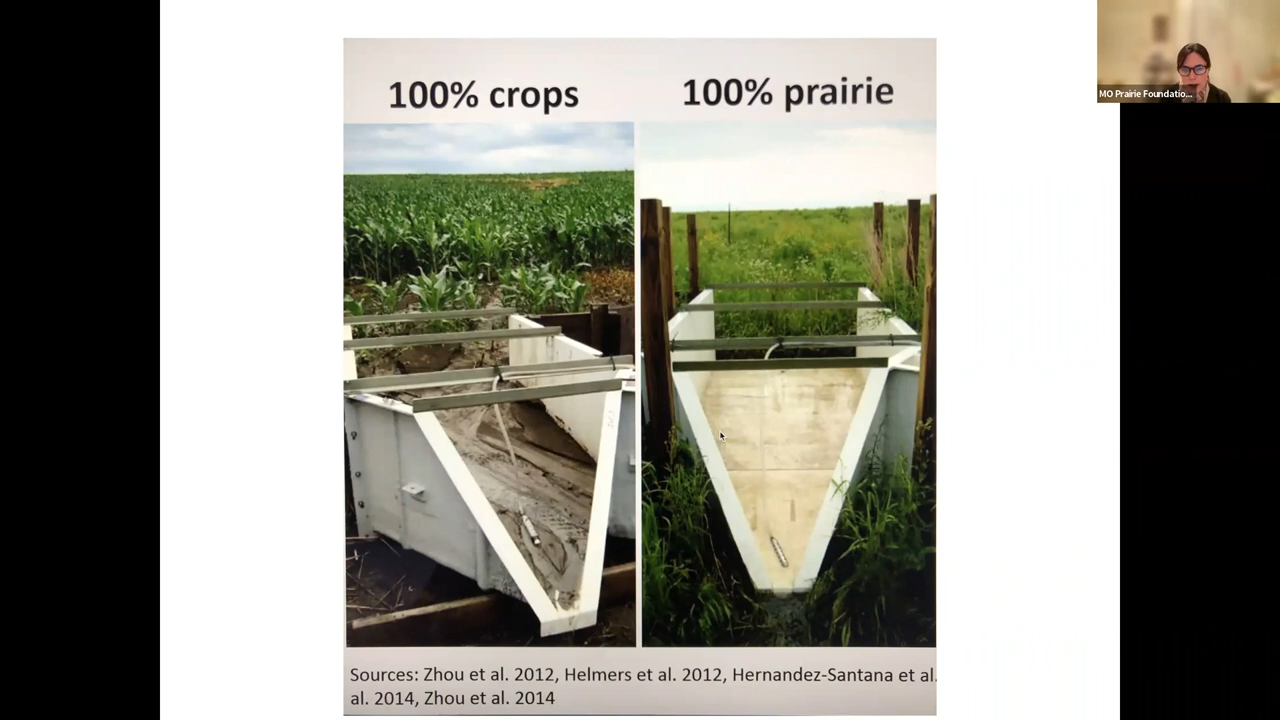 100% crops
100% prairie
MO Prairie Foundatio...
Sources: Zhou et al. 2012, Helmers et al. 2012, Hernandez-Santana et al.
al. 2014, Zhou et al. 2014